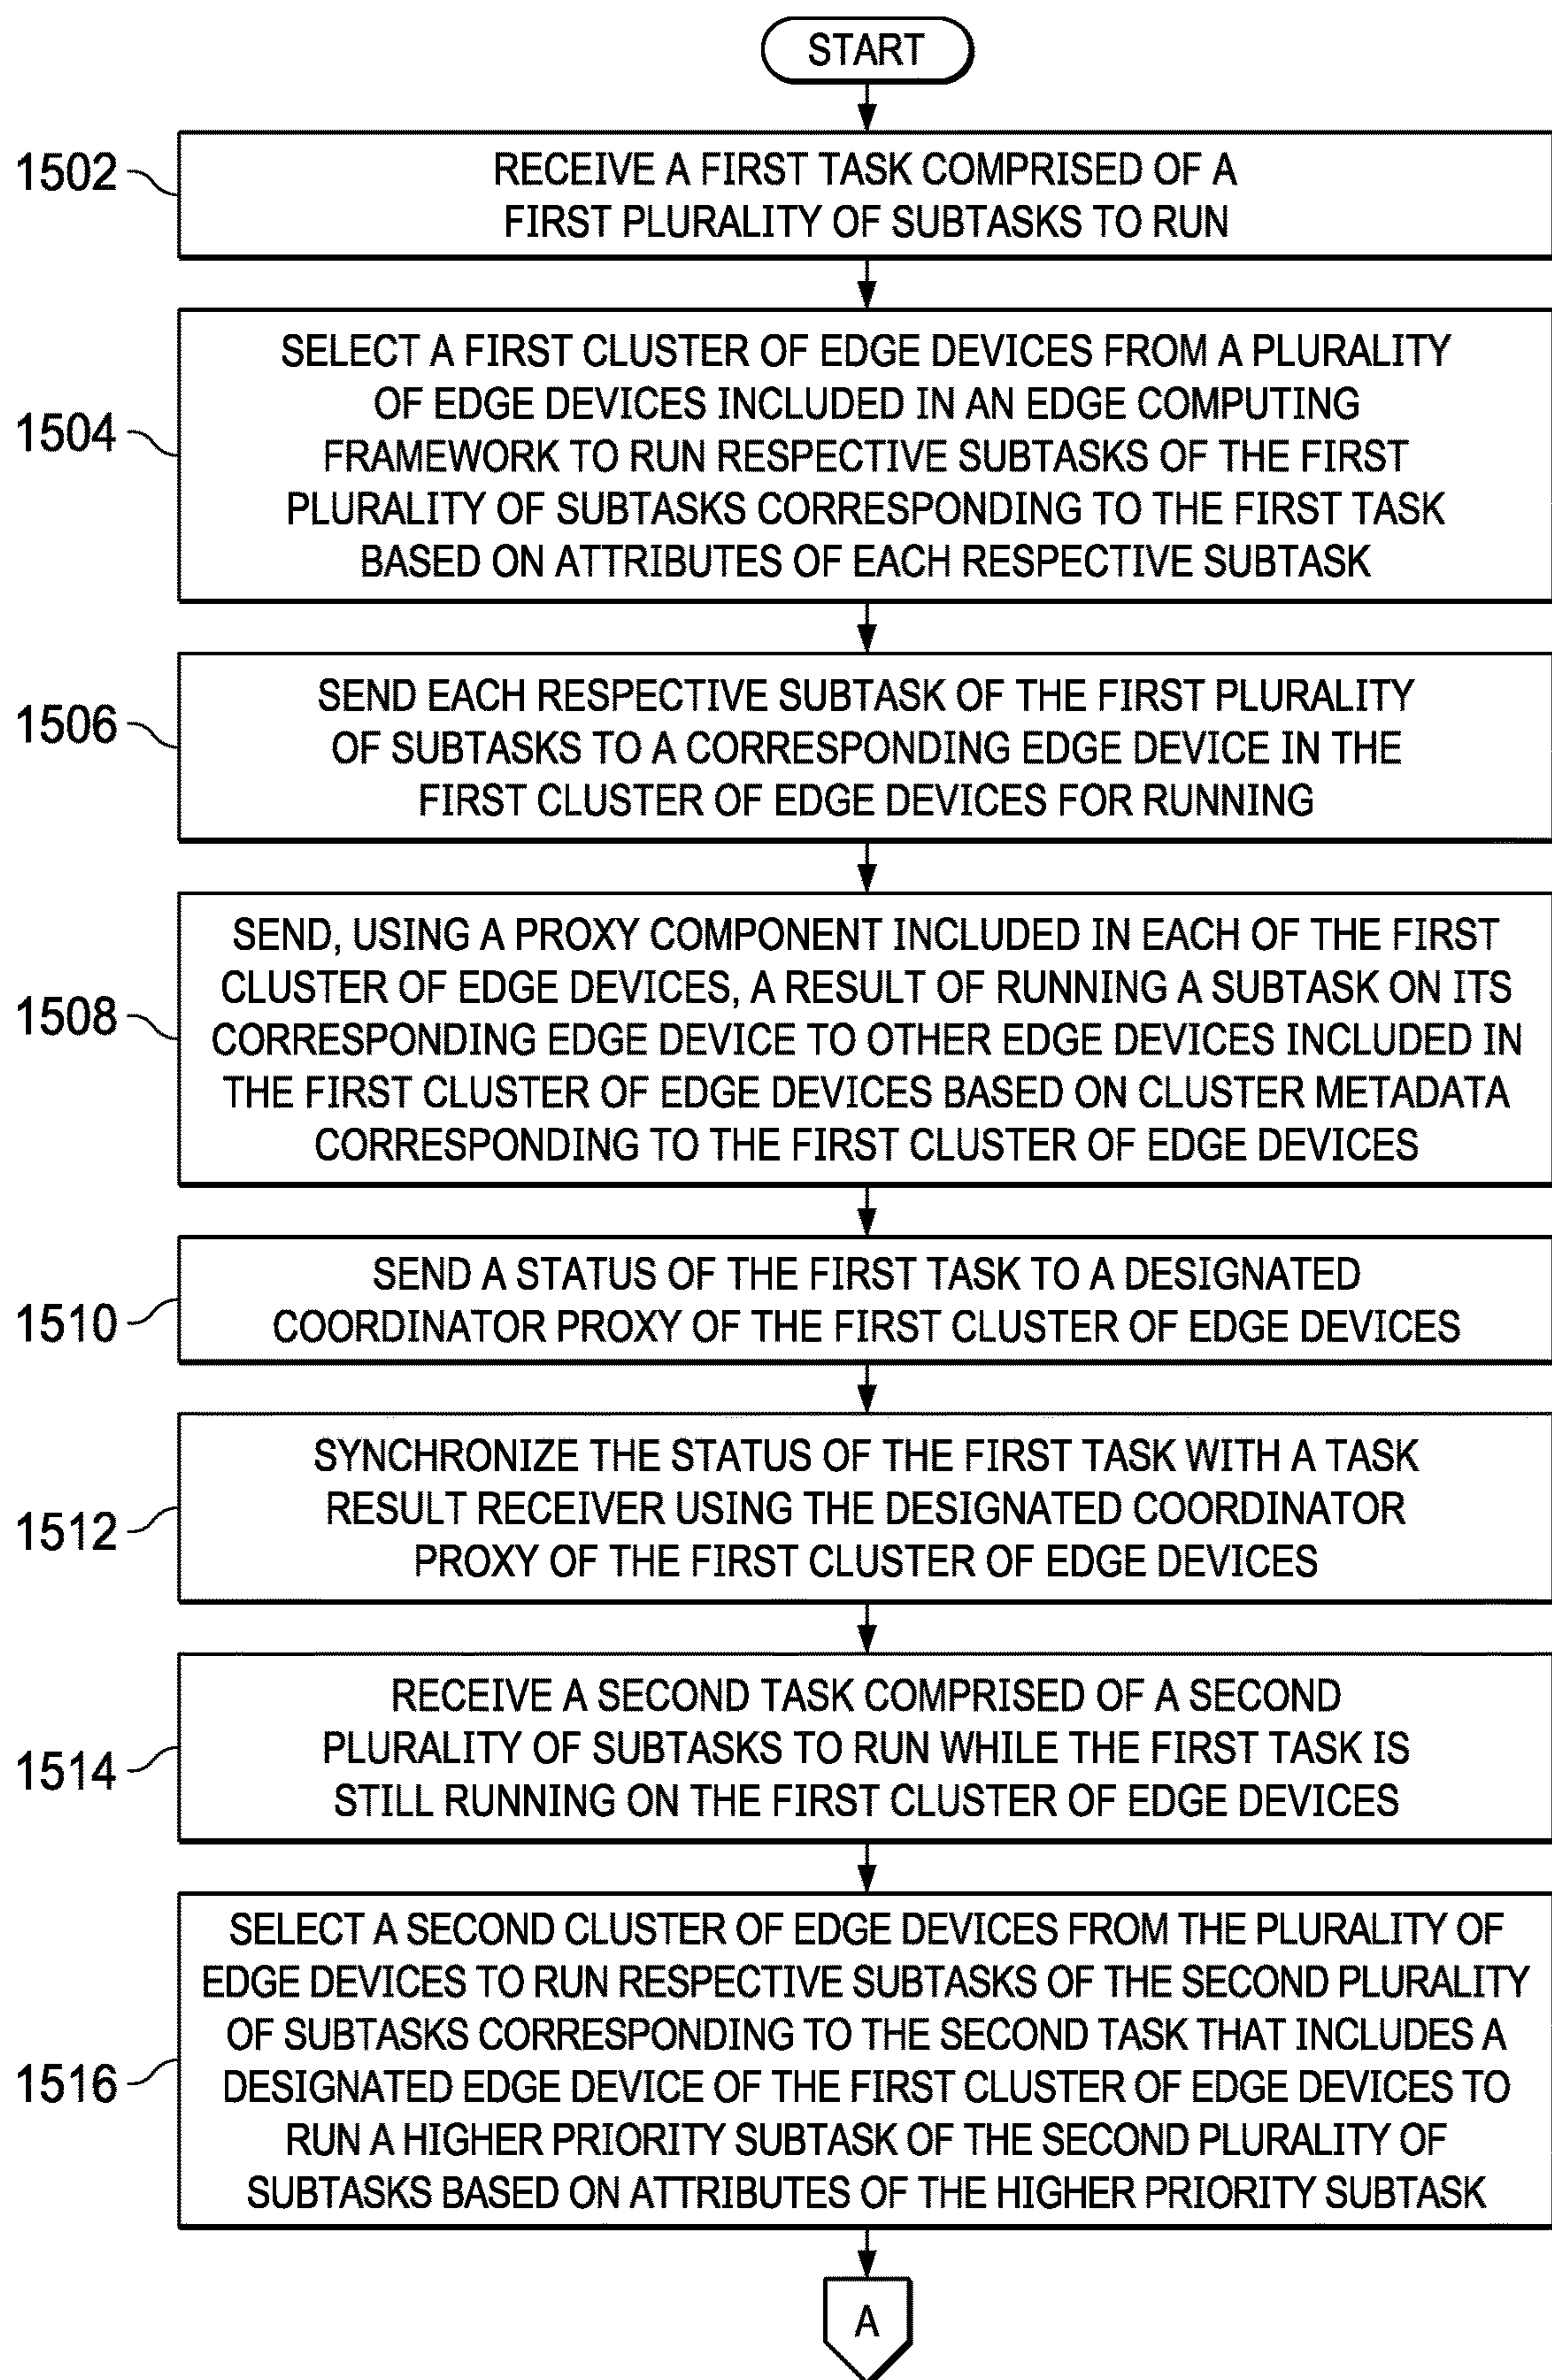 START
1502
RECEIVE A FIRST TASK COMPRISED OF A
FIRST PLURALITY OF SUBTASKS TO RUN
1504
SELECT A FIRST CLUSTER OF EDGE DEVICES FROM A PLURALITY
OF EDGE DEVICES INCLUDED IN AN EDGE COMPUTING
FRAMEWORK TO RUN RESPECTIVE SUBTASKS OF THE FIRST
PLURALITY OF SUBTASKS CORRESPONDING TO THE FIRST TASK
BASED ON ATTRIBUTES OF EACH RESPECTIVE SUBTASK
1506
SEND EACH RESPECTIVE SUBTASK OF THE FIRST PLURALITY
OF SUBTASKS TO A CORRESPONDING EDGE DEVICE IN THE
FIRST CLUSTER OF EDGE DEVICES FOR RUNNING
1508
SEND, USING A PROXY COMPONENT INCLUDED IN EACH OF THE FIRST
CLUSTER OF EDGE DEVICES, A RESULT OF RUNNING A SUBTASK ON ITS
CORRESPONDING EDGE DEVICE TO OTHER EDGE DEVICES INCLUDED IN
THE FIRST CLUSTER OF EDGE DEVICES BASED ON CLUSTER METADATA
CORRESPONDING TO THE FIRST CLUSTER OF EDGE DEVICES
1510
SEND A STATUS OF THE FIRST TASK TO A DESIGNATED
COORDINATOR PROXY OF THE FIRST CLUSTER OF EDGE DEVICES
1512
SYNCHRONIZE THE STATUS OF THE FIRST TASK WITH A TASK
RESULT RECEIVER USING THE DESIGNATED COORDINATOR
PROXY OF THE FIRST CLUSTER OF EDGE DEVICES
1514
RECEIVE A SECOND TASK COMPRISED OF A SECOND
PLURALITY OF SUBTASKS TO RUN WHILE THE FIRST TASK IS
STILL RUNNING ON THE FIRST CLUSTER OF EDGE DEVICES
1516
SELECT A SECOND CLUSTER OF EDGE DEVICES FROM THE PLURALITY OF
EDGE DEVICES TO RUN RESPECTIVE SUBTASKS OF THE SECOND PLURALITY
OF SUBTASKS CORRESPONDING TO THE SECOND TASK THAT INCLUDES A
DESIGNATED EDGE DEVICE OF THE FIRST CLUSTER OF EDGE DEVICES TO
RUN A HIGHER PRIORITY SUBTASK OF THE SECOND PLURALITY OF
SUBTASKS BASED ON ATTRIBUTES OF THE HIGHER PRIORITY SUBTASK
A